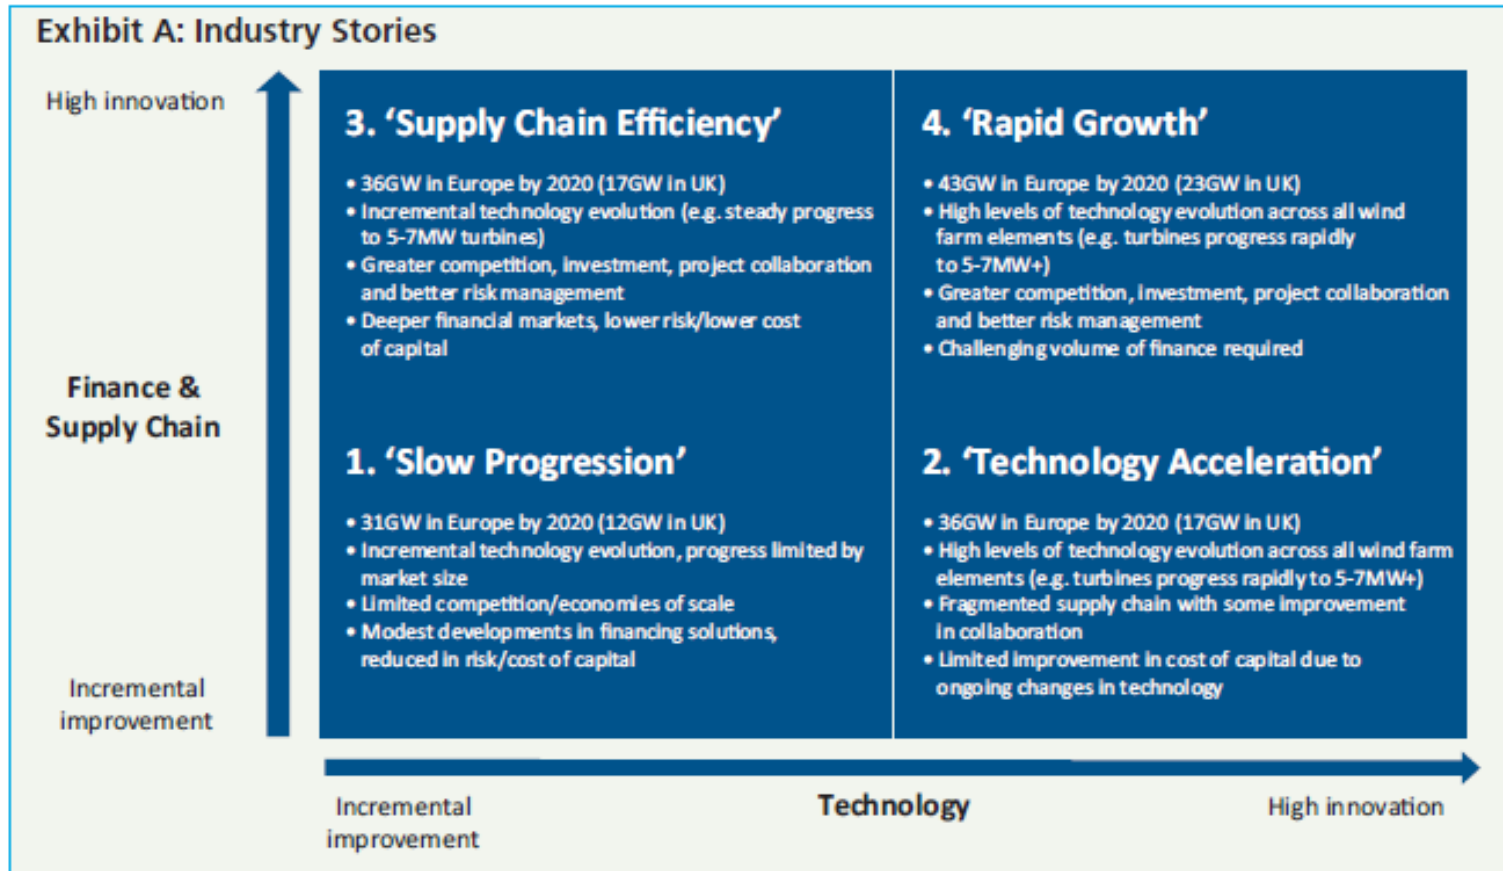 Exhibit A: Industry Stories
High innovation
Finance &
Supply Chain
Incremental
improvement
3. ‘Supply Chain Efficiency’
• 36GW in Europe by 2020 (17GW in UK)
• Incremental technology evolution (e.g. steady progress
to 5-7MW turbines)
• Greater competition, investment, project collaboration
and better risk management
• Deeper financial markets, lower risk/lower cost
of capital
4. ‘Rapid Growth’
• 43GW in Europe by 2020 (23GW in UK)
• High levels of technology evolution across all wind
farm elements (e.g. turbines progress rapidly
to 5-7MW+)
• Greater competition, investment, project collaboration
and better risk management
• Challenging volume of finance required
1. ‘Slow Progression’
• 31GW in Europe by 2020 (12GW in UK)
• Incremental technology evolution, progress limited by
market size
• Limited competition/economies of scale
• Modest developments in financing solutions,
reduced in risk/cost of capital
2. ‘Technology Acceleration’
• 36GW in Europe by 2020 (17GW in UK)
• High levels of technology evolution across all wind farm
elements (e.g. turbines progress rapidly to 5-7MW+)
• Fragmented supply chain with some improvement
in collaboration
• Limited improvement in cost of capital due to
ongoing changes in technology
Incremental
improvement
Technology
High innovation